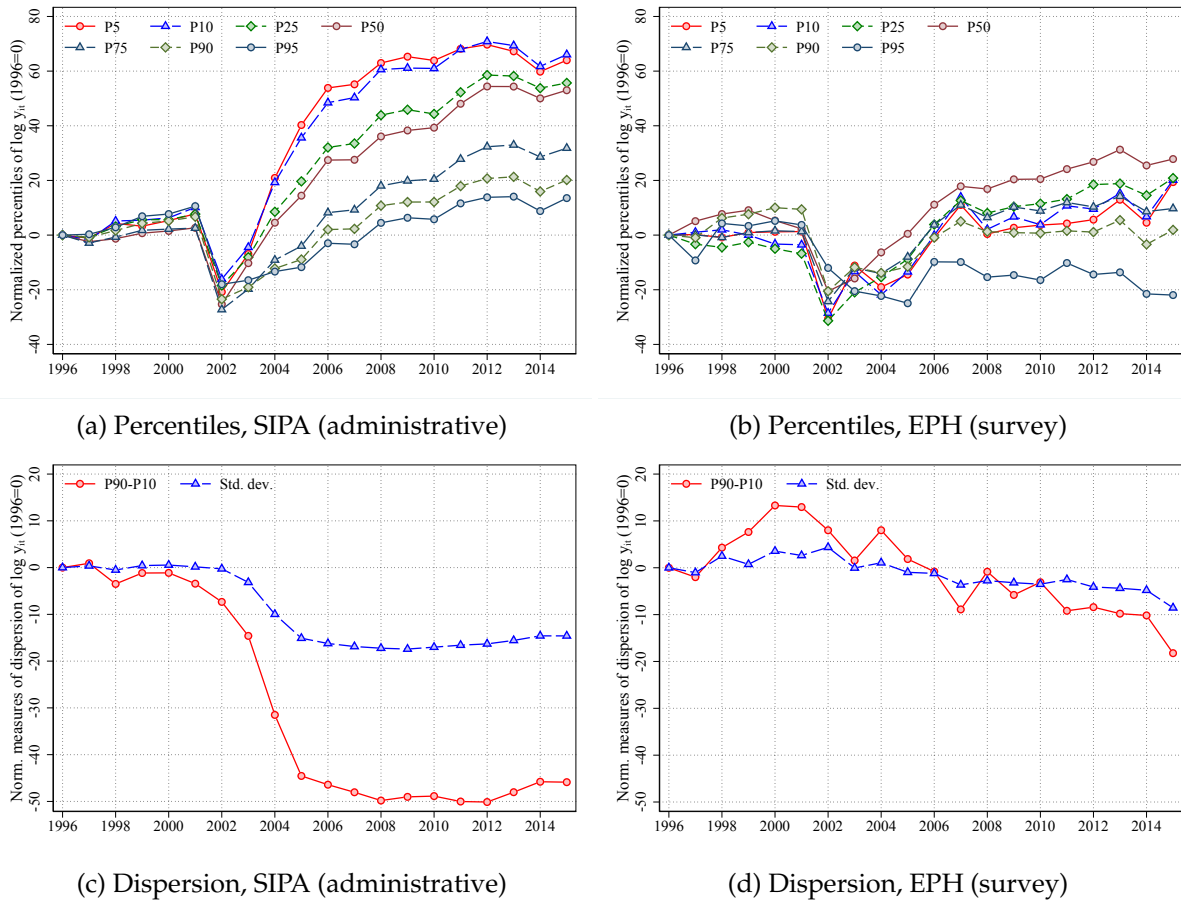 P5 P10 P25 P50
P75 P90 P95
Normalized percentiles of log y_it (1996=0)
80
60
40
20
0
-20
-40
1996 1998 2000 2002 2004 2006 2008 2010 2012 2014
(a) Percentiles, SIPA (administrative)
P5 P10 P25 P50
P75 P90 P95
Normalized percentiles of log y_it (1996=0)
80
60
40
20
0
-20
-40
1996 1998 2000 2002 2004 2006 2008 2010 2012 2014
(b) Percentiles, EPH (survey)
P90-P10 Std. dev.
Norm. measures of dispersion of log y_it (1996=0)
20
10
0
-10
-20
-30
-40
-50
1996 1998 2000 2002 2004 2006 2008 2010 2012 2014
(c) Dispersion, SIPA (administrative)
P90-P10 Std. dev.
Norm. measures of dispersion of log y_it (1996=0)
20
10
0
-10
-20
-30
-40
-50
1996 1998 2000 2002 2004 2006 2008 2010 2012 2014
(d) Dispersion, EPH (survey)